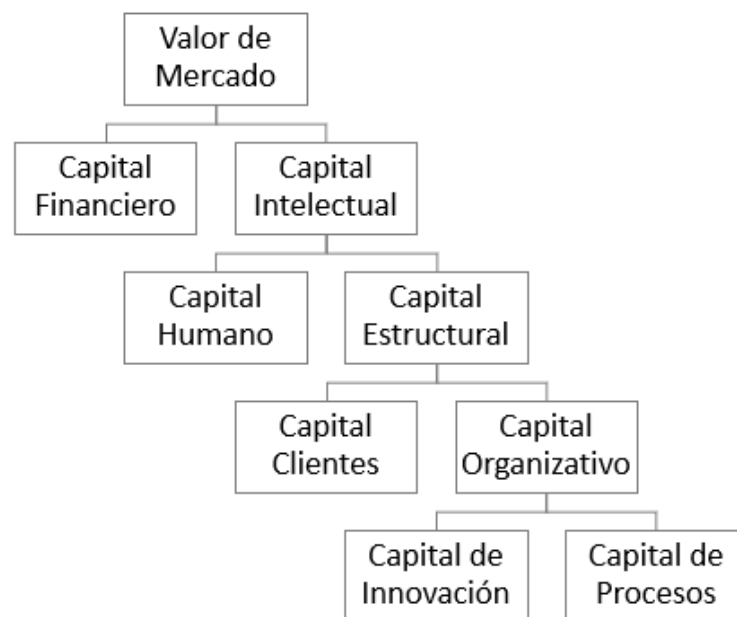 Valor de
Mercado
Capital
Financiero
Capital
Intelectual
Capital
Humano
Capital
Estructural
Capital
Clientes
Capital
Organizativo
Capital de
Innovación
Capital de
Procesos